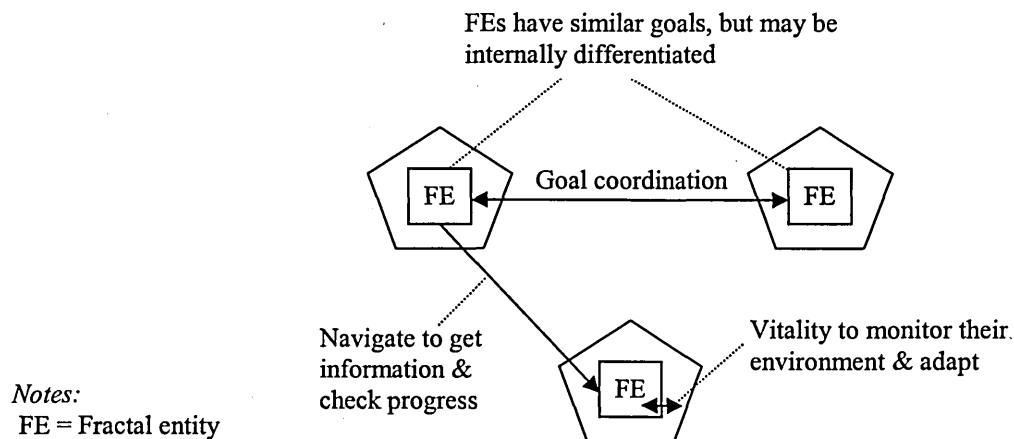 FEs have similar goals, but may be
internally differentiated
FE
Goal coordination
FE
Navigate to get
information &
check progress
FE
Vitality to monitor their
environment & adapt
Notes:
FE = Fractal entity